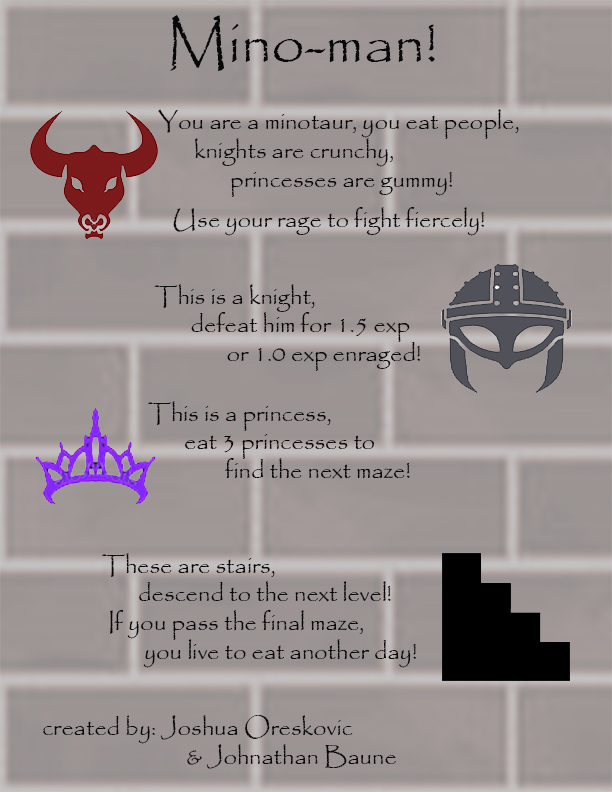 Mino-man!
You are a minotaur, you eat people,
knights are crunchy,
princesses are gummy!
Use your rage to fight fiercely!
This is a knight,
defeat him for 1.5 exp
or 1.0 exp enraged!
This is a princess,
eat 3 princesses to
find the next maze!
These are stairs,
descend to the next level!
If you pass the final maze,
you live to eat another day!
created by: Joshua Oreskovic
& Johnathan Baune